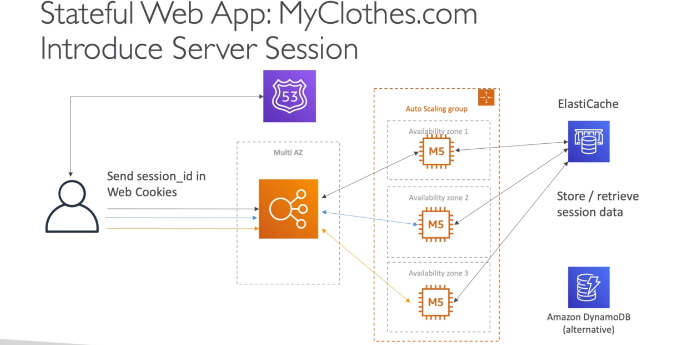 Stateful Web App: MyClothes.com
Introduce Server Session
53
ElastiCache
Auto Scaling group
Availability zone 1
Multi AZ
M5
Send session_id in
Web Cookies
Store / retrieve
session data
Availability zone 2
M5
Availability zone 3
M5
Amazon DynamoDB
(alternative)